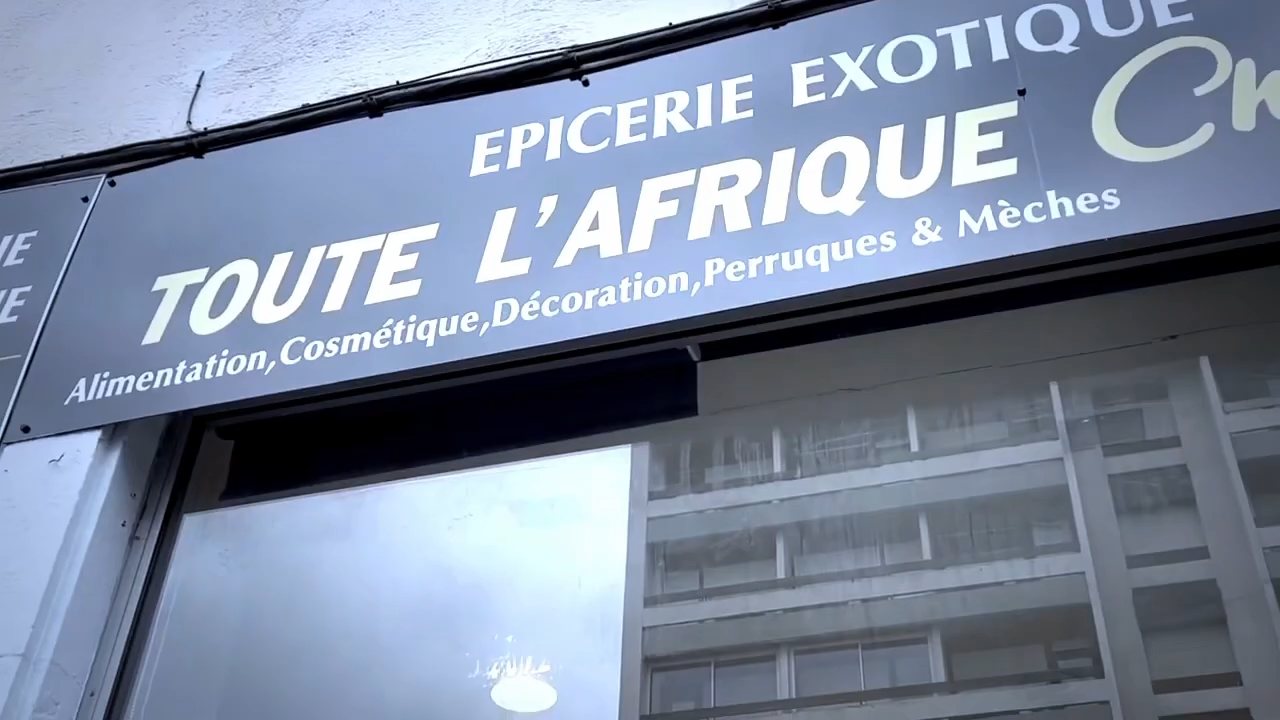 EPICERIE EXOTIQUE
TOUTE L'AFRIQUE
Alimentation,Cosmétique,Décoration,Perruques & Mèches